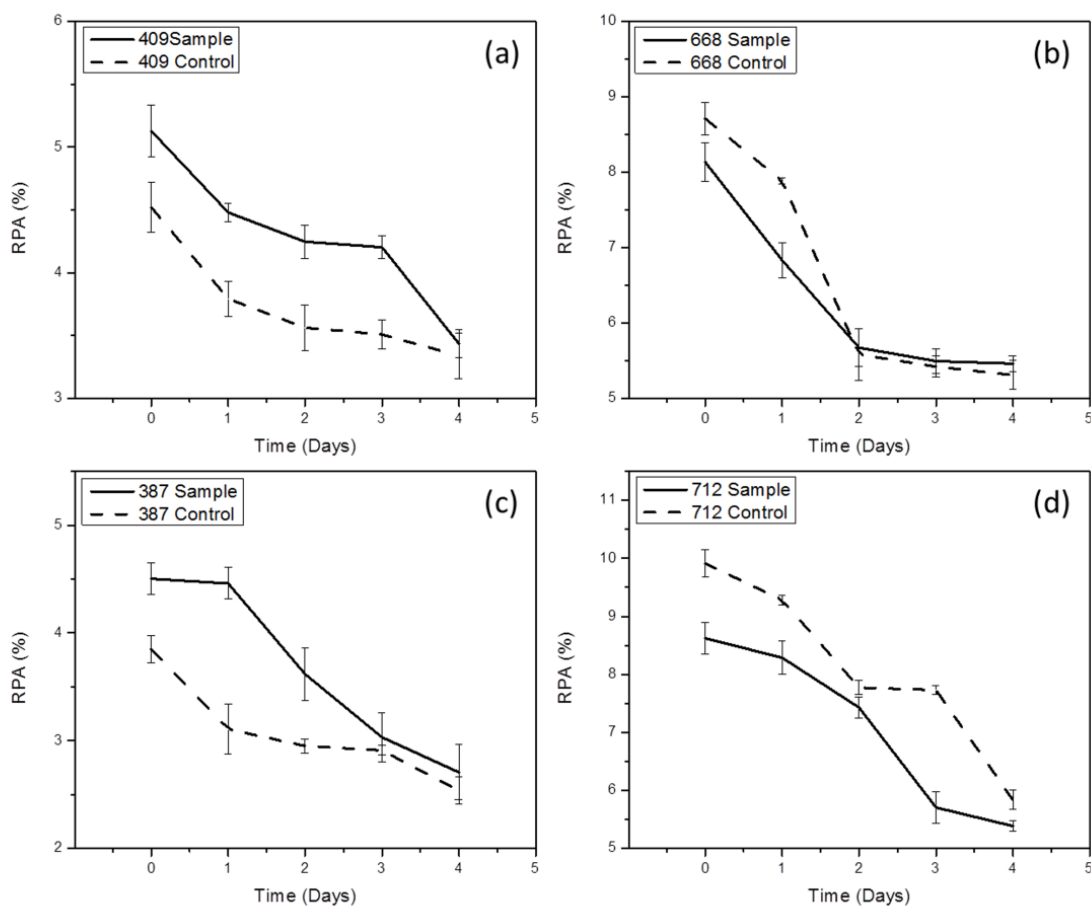 409Sample
409 Control
(a)
6
5
4
3
RPA (%)
0 1 2 3 4 5
Time (Days)
668 Sample
668 Control
(b)
10
9
8
7
6
5
RPA (%)
0 1 2 3 4 5
Time (Days)
387 Sample
387 Control
(c)
5
4
3
2
RPA (%)
0 1 2 3 4 5
Time (Days)
712 Sample
712 Control
(d)
11
10
9
8
7
6
5
RPA (%)
0 1 2 3 4 5
Time (Days)